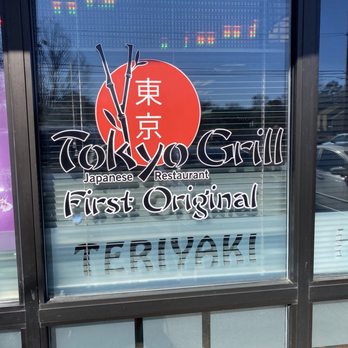 東京
Tokyo Grill
Japanese Restaurant
First Original
TERIYAKI